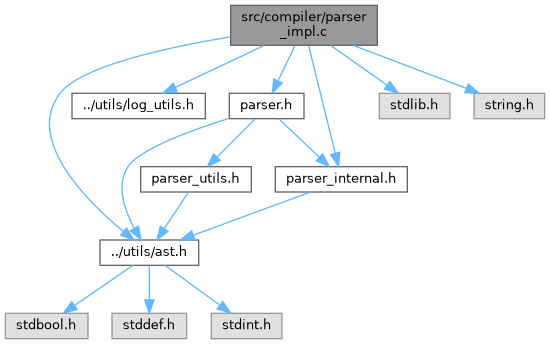 src/compiler/parser
_impl.c
../utils/log_utils.h
parser.h
stdlib.h
string.h
parser_utils.h
parser_internal.h
../utils/ast.h
stdbool.h
stddef.h
stdint.h